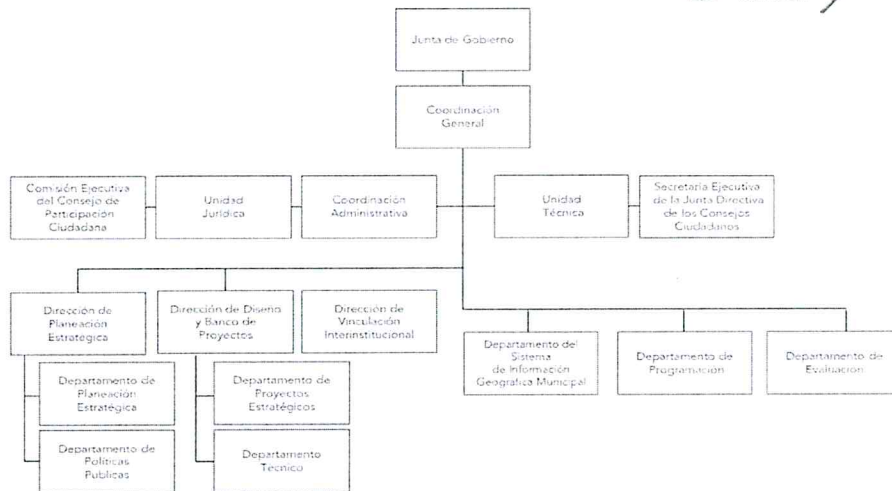 Junta de Gobierno
Coordinación
General
Comisión Ejecutiva
del Consejo de
Participación
Ciudadana
Unidad
Jurídica
Coordinación
Administrativa
Unidad
Técnica
Secretaría Ejecutiva
de la Junta Directiva
de los Consejos
Ciudadanos
Dirección de
Planeación
Estratégica
Dirección de Diseño
y Banco de
Proyectos
Dirección de
Vinculación
Interinstitucional
Departamento del
Sistema
de Información
Geográfica Municipal
Departamento de
Programación
Departamento de
Evaluación
Departamento de
Planeación
Estratégica
Departamento de
Proyectos
Estratégicos
Departamento de
Políticas
Públicas
Departamento
Técnico